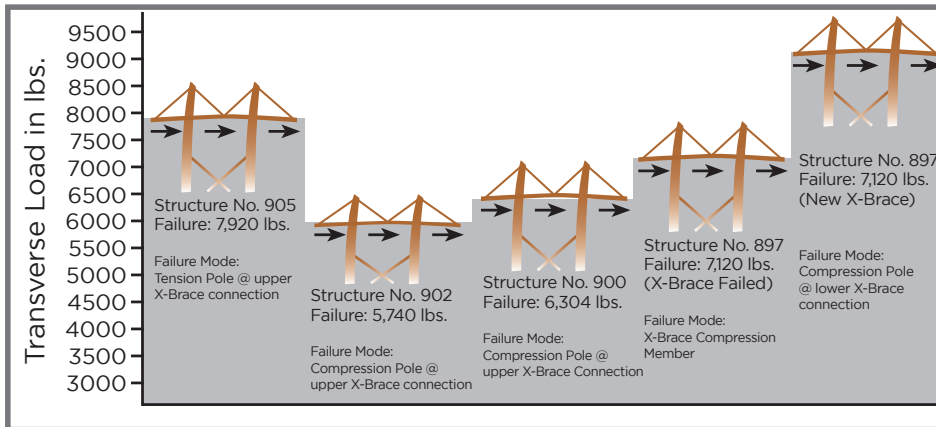 Transverse Load in lbs.
9500
9000
8500
8000
7500
7000
6500
6000
5500
5000
4500
4000
3500
3000
Structure No. 905
Failure: 7,920 lbs.
Failure Mode:
Tension Pole @ upper
X-Brace connection
Structure No. 902
Failure: 5,740 lbs.
Failure Mode:
Compression Pole @
upper X-Brace connection
Structure No. 900
Failure: 6,304 lbs.
Failure Mode:
Compression Pole @
upper X-Brace Connection
Structure No. 897
Failure: 7,120 lbs.
(X-Brace Failed)
Failure Mode:
X-Brace Compression
Member
Structure No. 897
Failure: 7,120 lbs.
(New X-Brace)
Failure Mode:
Compression Pole
@ lower X-Brace
connection